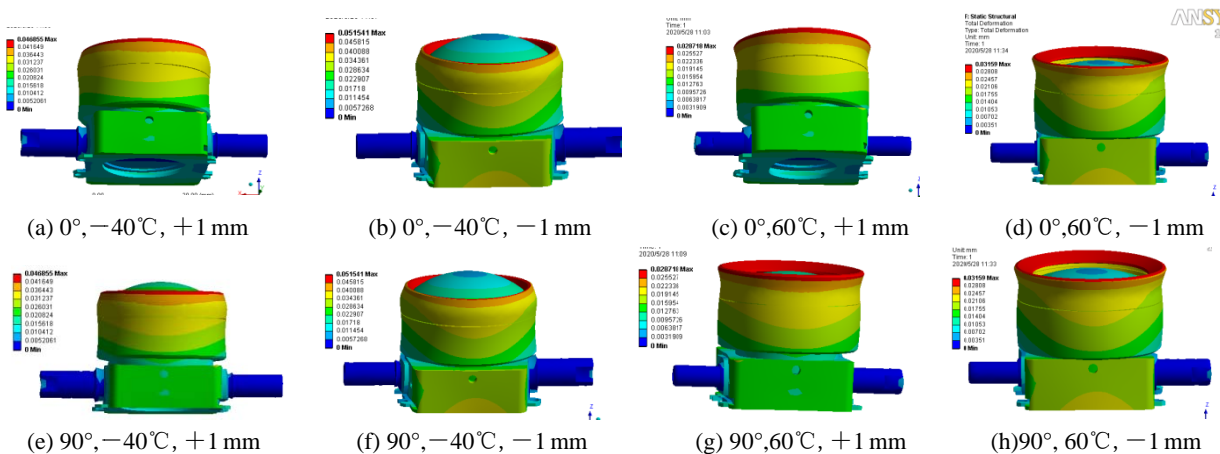 0.046855 Max
0.041649
0.036443
0.031237
0.026031
0.020824
0.015618
0.010412
0.0052061
0 Min
0.051541 Max
0.045815
0.040088
0.034361
0.028634
0.022907
0.01718
0.011454
0.0057268
0 Min
Unit: mm
Time: 1
2020/5/28 11:03
0.028718 Max
0.025527
0.022336
0.019145
0.015954
0.012763
0.0095726
0.0063817
0.0031909
0 Min
ANSY
F: Static Structural
Total Deformation
Type: Total Deformation
Unit: mm
Time: 1
2020/5/28 11:34
0.03159 Max
0.02808
0.02457
0.02106
0.01755
0.01404
0.01053
0.00702
0.00351
0 Min
(a) 0°,－40℃, ＋1 mm
(b) 0°,－40℃, －1 mm
(c) 0°,60℃, ＋1 mm
(d) 0°,60℃, －1 mm
0.046855 Max
0.041649
0.036443
0.031237
0.026031
0.020824
0.015618
0.010412
0.0052061
0 Min
0.051541 Max
0.045815
0.040088
0.034361
0.028634
0.022907
0.01718
0.011454
0.0057268
0 Min
2020/5/28 11:09
0.028718 Max
0.025527
0.022336
0.019145
0.015954
0.012763
0.0095726
0.0063817
0.0031909
0 Min
Unit: mm
Time: 1
2020/5/28 11:33
0.03159 Max
0.02808
0.02457
0.02106
0.01755
0.01404
0.01053
0.00702
0.00351
0 Min
(e) 90°,－40℃, ＋1 mm
(f) 90°,－40℃, －1 mm
(g) 90°,60℃, ＋1 mm
(h)90°, 60℃, －1 mm